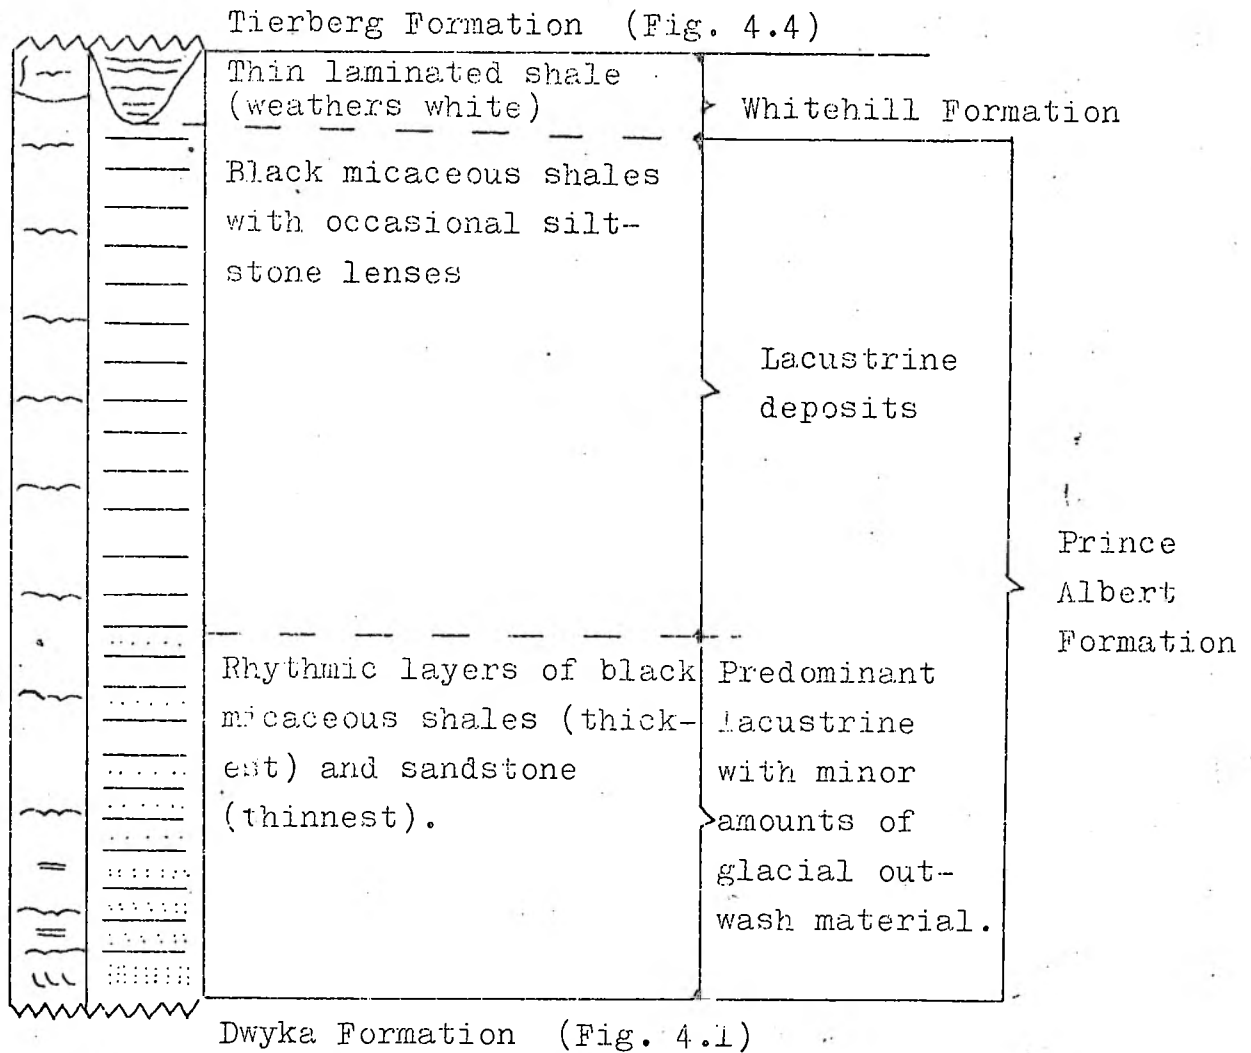 Tierberg Formation (Fig. 4.4)
Thin laminated shale
(weathers white)
Whitehill Formation
Black micaceous shales
with occasional silt-
stone lenses
Lacustrine
deposits
Prince
Albert
Formation
Rhythmic layers of black
micaceous shales (thick-
est) and sandstone
(thinnest).
Predominant
lacustrine
with minor
amounts of
glacial out-
wash material.
Dwyka Formation (Fig. 4.1)